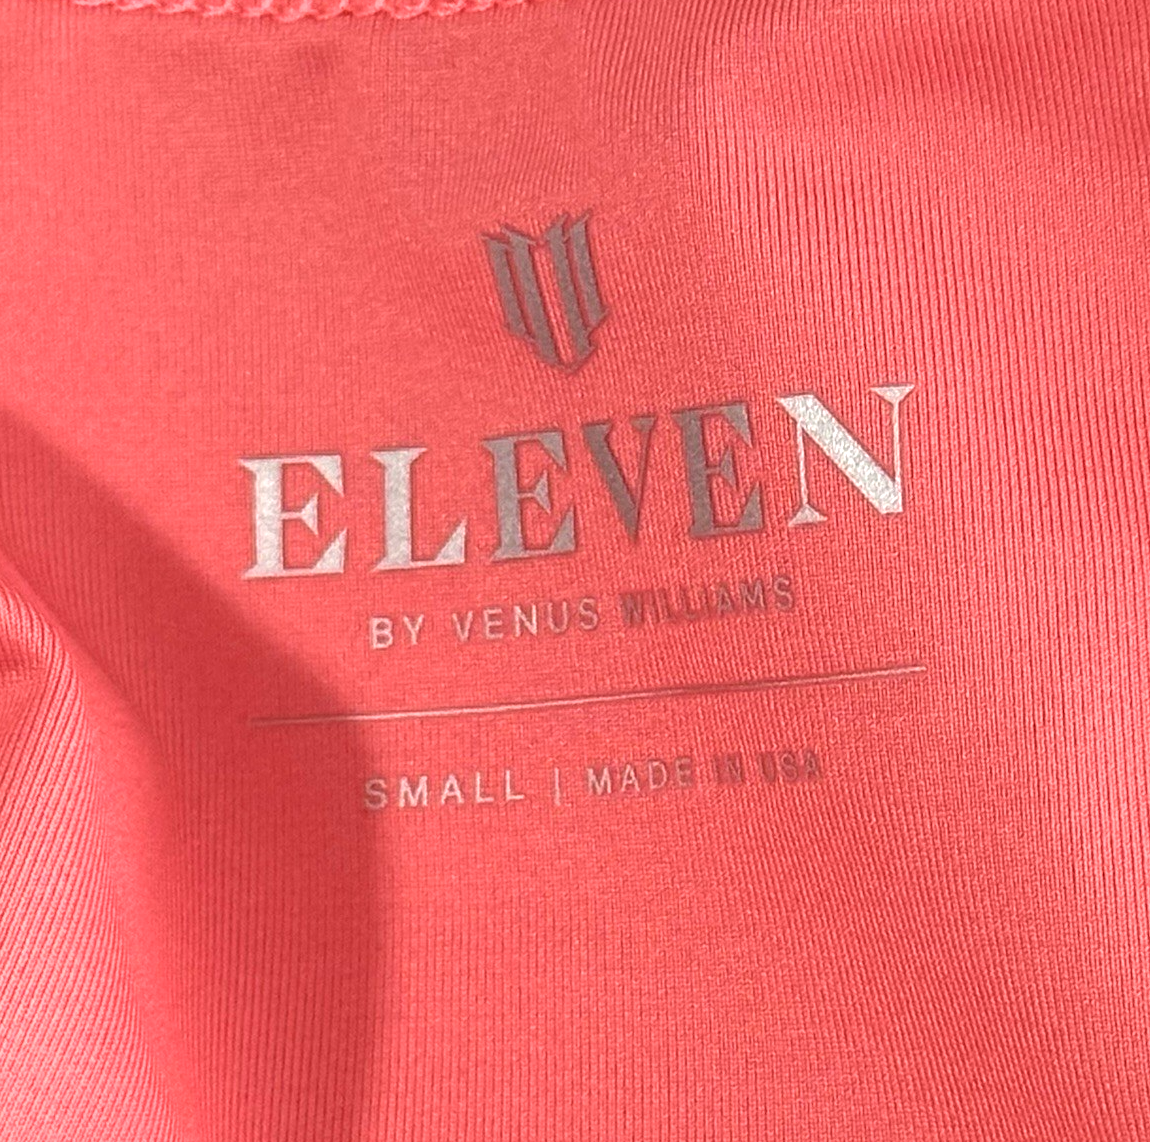 ELEVEN
BY VENUS WILLIAMS
SMALL | MADE IN USA